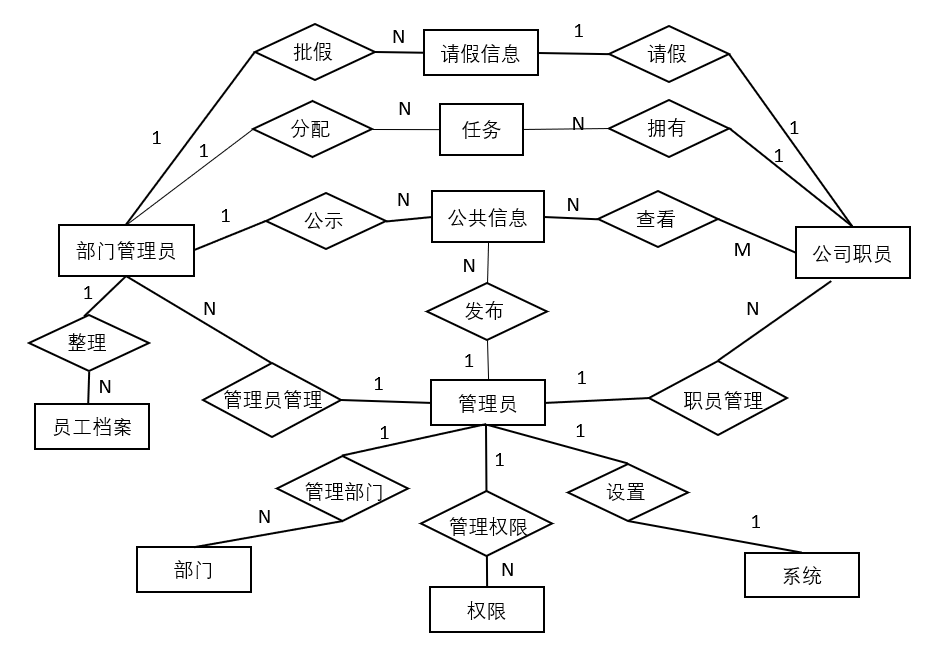 批假
N
请假信息
1
请假
1
分配
N
任务
N
拥有
1
1
1
公示
1
N
公共信息
N
查看
M
部门管理员
公司职员
1
整理
N
员工档案
N
管理员管理
1
N
发布
1
管理员
1
职员管理
N
1
管理部门
N
部门
1
管理权限
N
权限
1
设置
1
系统